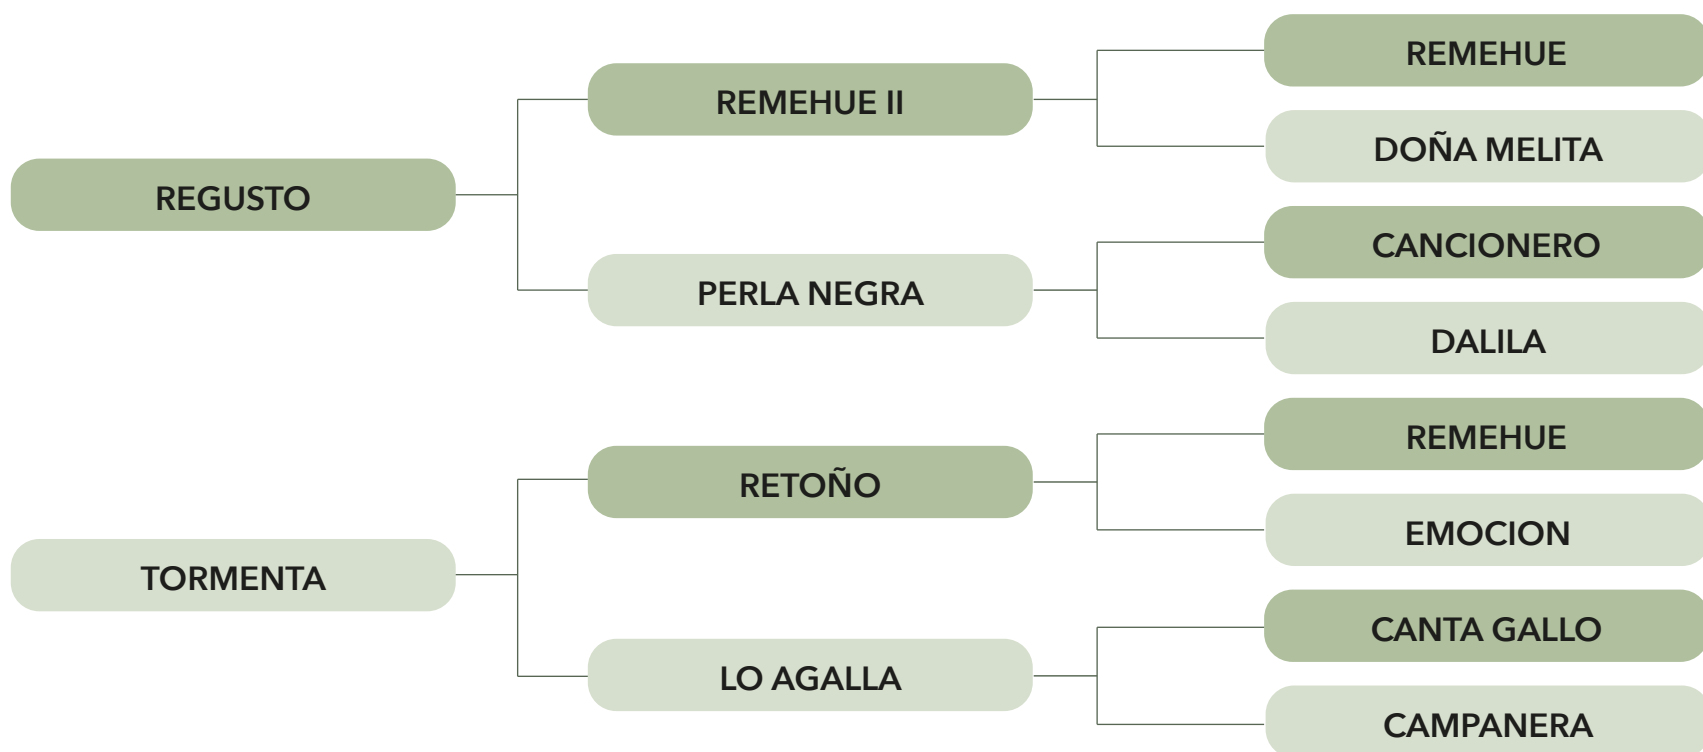 REMEHUE
REMEHUE II
DOÑA MELITA
REGUSTO
CANCIONERO
PERLA NEGRA
DALILA
REMEHUE
RETOÑO
EMOCION
TORMENTA
CANTA GALLO
LO AGALLA
CAMPANERA